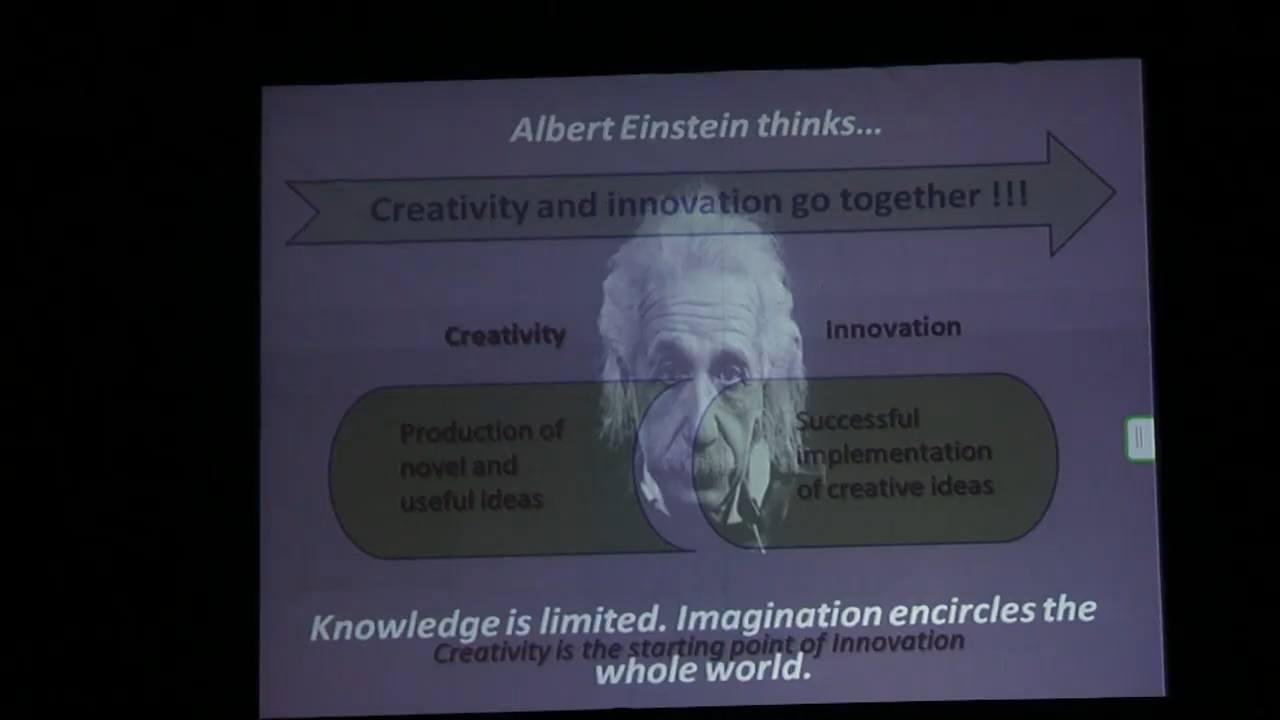 Albert Einstein thinks...
Creativity and innovation go together !!!
Creativity
Innovation
Production of
novel and
useful ideas
Successful
implementation
of creative ideas
Knowledge is limited. Imagination encircles the
Creativity is the starting point of Innovation
whole world.